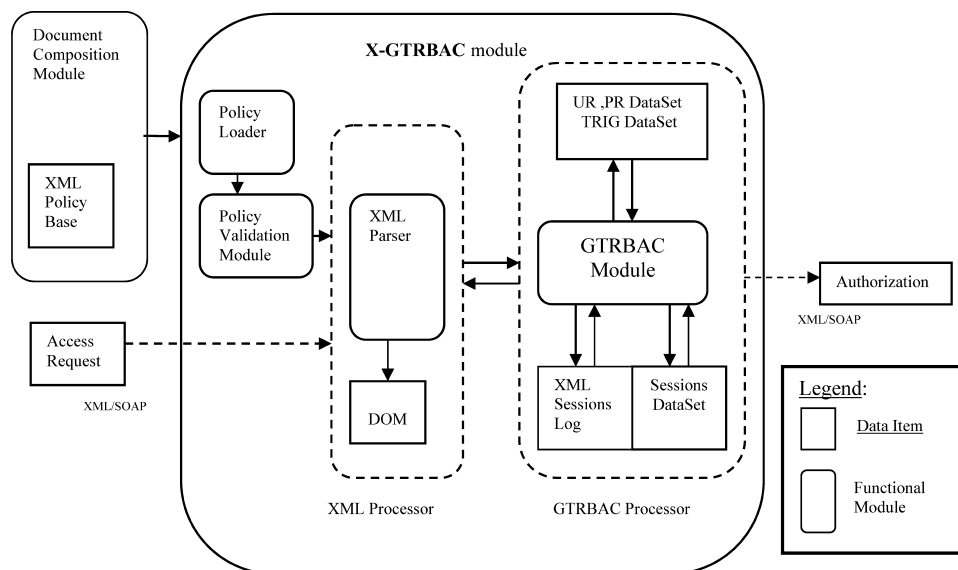 Document
Composition
Module
XML
Policy
Base
X-GTRBAC module
Policy
Loader
Policy
Validation
Module
XML
Parser
DOM
XML Processor
UR ,PR DataSet
TRIG DataSet
GTRBAC
Module
XML
Sessions
Log
Sessions
DataSet
GTRBAC Processor
Access
Request
XML/SOAP
Authorization
XML/SOAP
Legend:
Data Item
Functional
Module